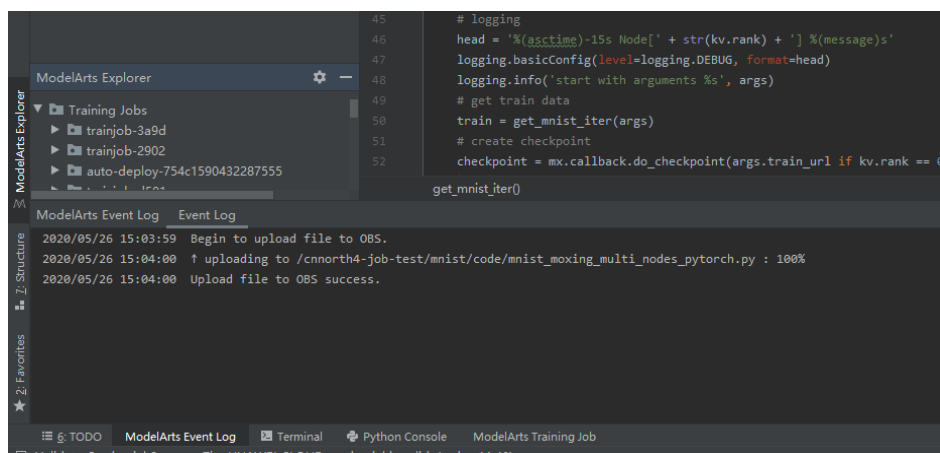 45 # logging
46 head = '%(asctime)-15s Node[' + str(kv.rank) + '] %(message)s'
47 logging.basicConfig(level=logging.DEBUG, format=head)
48 logging.info('start with arguments %s', args)
49 # get train data
50 train = get_mnist_iter(args)
51 # create checkpoint
52 checkpoint = mx.callback.do_checkpoint(args.train_url if kv.rank ==
get_mnist_iter()
ModelArts Explorer
Training Jobs
trainjob-3a9d
trainjob-2902
auto-deploy-754c1590432287555
ModelArts Explorer
7: Structure
2: Favorites
ModelArts Event Log Event Log
2020/05/26 15:03:59 Begin to upload file to OBS.
2020/05/26 15:04:00 ↑ uploading to /cnnorth4-job-test/mnist/code/mnist_moxing_multi_nodes_pytorch.py : 100%
2020/05/26 15:04:00 Upload file to OBS success.
6: TODO ModelArts Event Log Terminal Python Console ModelArts Training Job